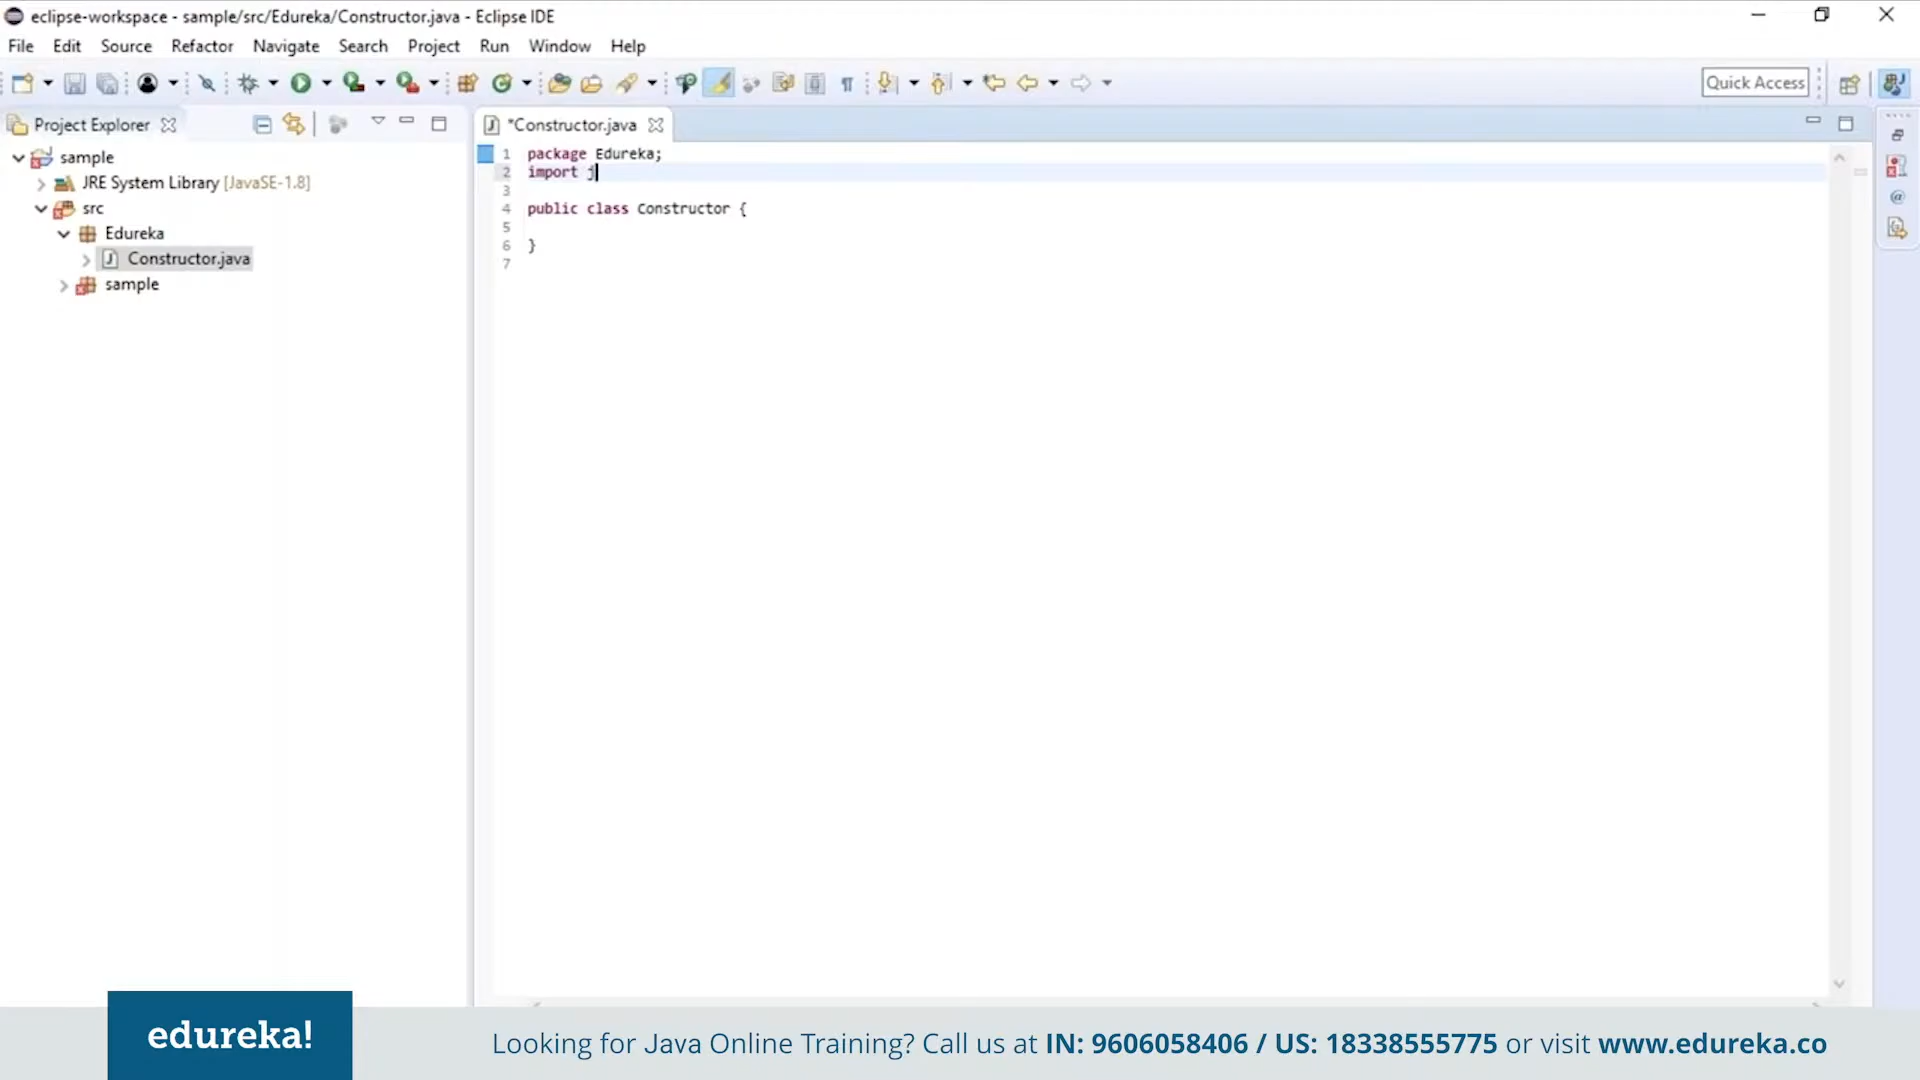 eclipse-workspace - sample/src/Edureka/Constructor.java - Eclipse IDE
File Edit Source Refactor Navigate Search Project Run Window Help
Quick Access
Project Explorer
*Constructor.java
sample
JRE System Library [JavaSE-1.8]
src
Edureka
Constructor.java
sample
1 package Edureka;
2 import j
3
4 public class Constructor {
5
6 }
7
edureka!
Looking for Java Online Training? Call us at IN: 9606058406 / US: 18338555775 or visit www.edureka.co